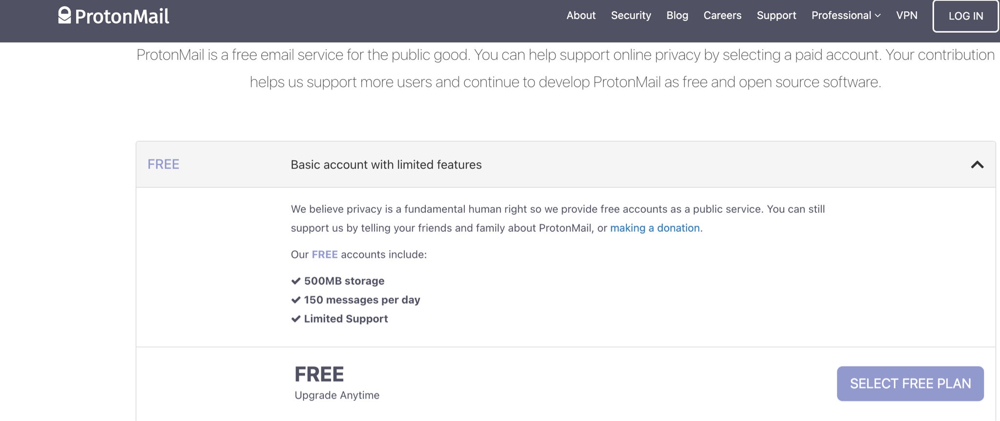 ProtonMail
About Security Blog Careers Support Professional VPN LOG IN
ProtonMail is a free email service for the public good. You can help support online privacy by selecting a paid account. Your contribution
helps us support more users and continue to develop ProtonMail as free and open source software.
FREE Basic account with limited features
We believe privacy is a fundamental human right so we provide free accounts as a public service. You can still
support us by telling your friends and family about ProtonMail, or making a donation.
Our FREE accounts include:
500MB storage
150 messages per day
Limited Support
FREE
Upgrade Anytime
SELECT FREE PLAN